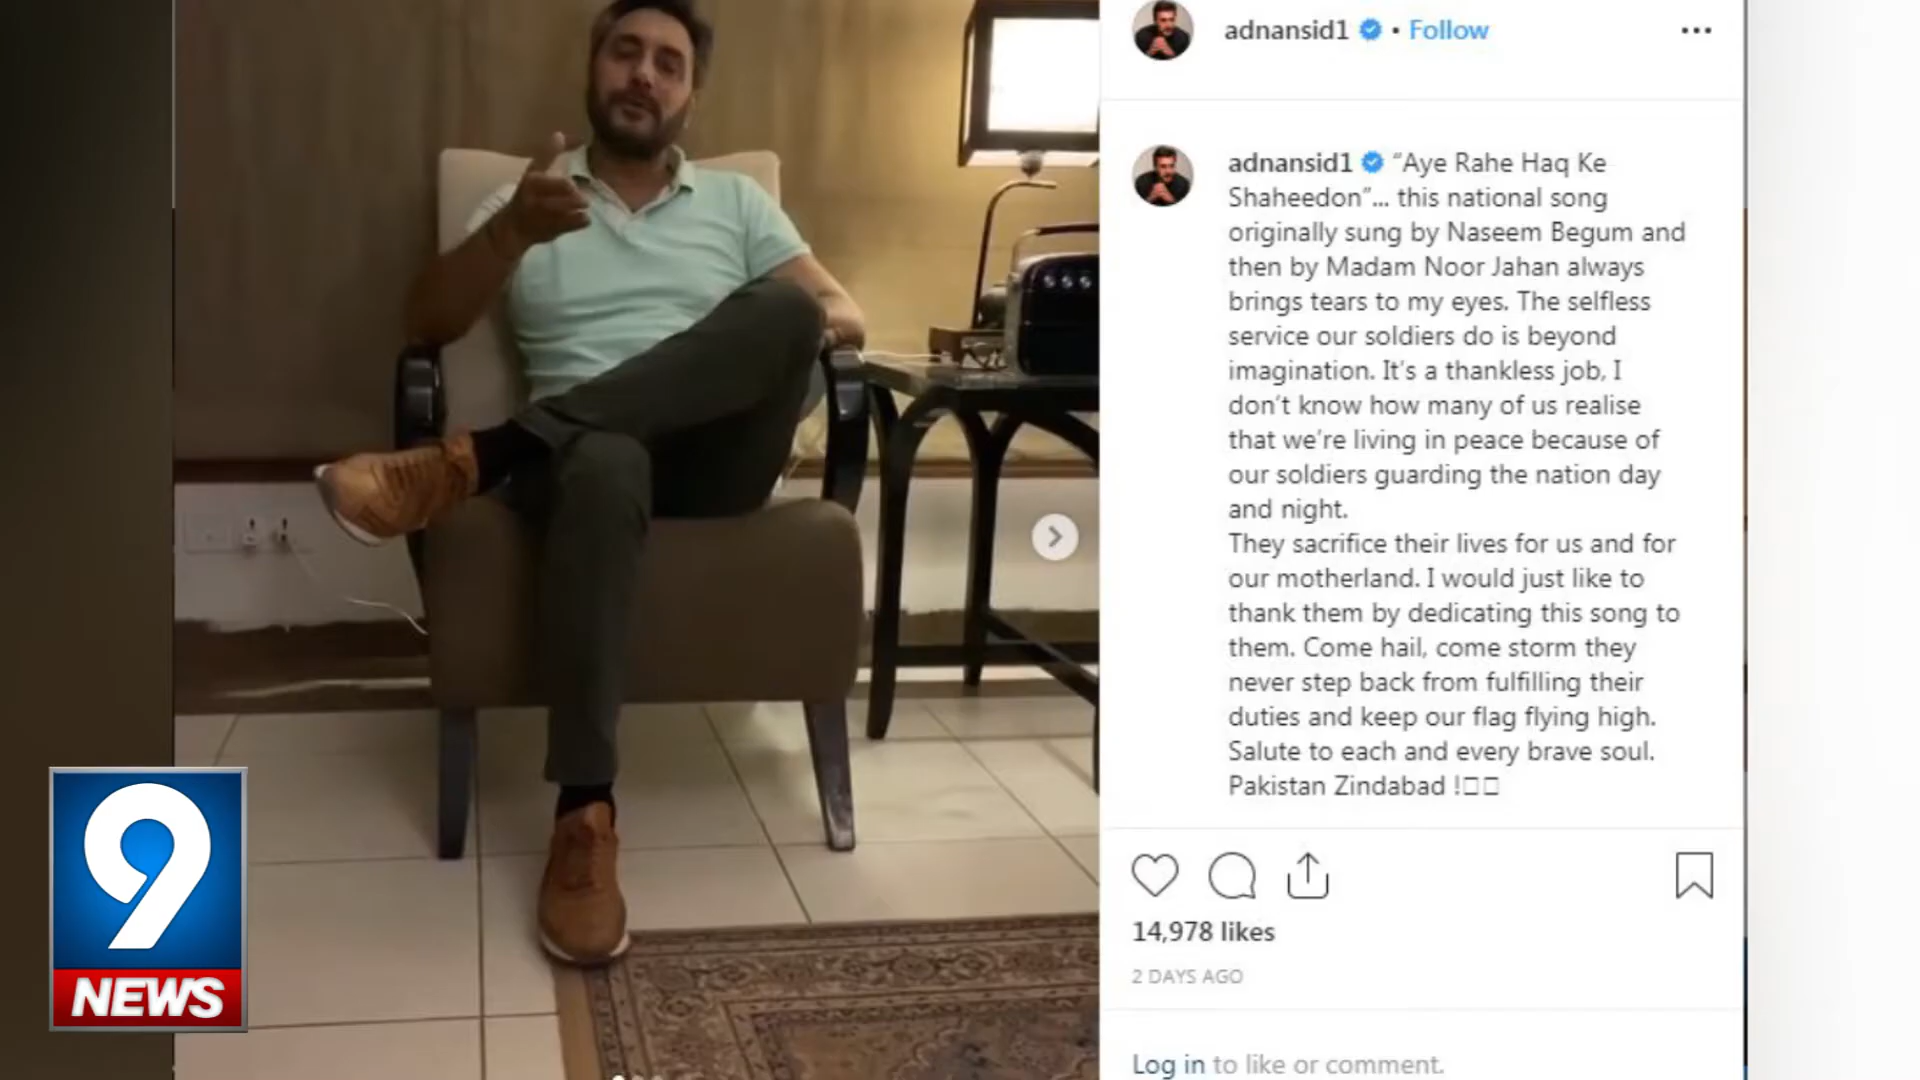 adnansid1 • Follow
adnansid1 “Aye Rahe Haq Ke
Shaheedon”... this national song
originally sung by Naseem Begum and
then by Madam Noor Jahan always
brings tears to my eyes. The selfless
service our soldiers do is beyond
imagination. It's a thankless job, I
don't know how many of us realise
that we're living in peace because of
our soldiers guarding the nation day
and night.
They sacrifice their lives for us and for
our motherland. I would just like to
thank them by dedicating this song to
them. Come hail, come storm they
never step back from fulfilling their
duties and keep our flag flying high.
Salute to each and every brave soul.
Pakistan Zindabad !
14,978 likes
2 DAYS AGO
Log in to like or comment.
9
NEWS